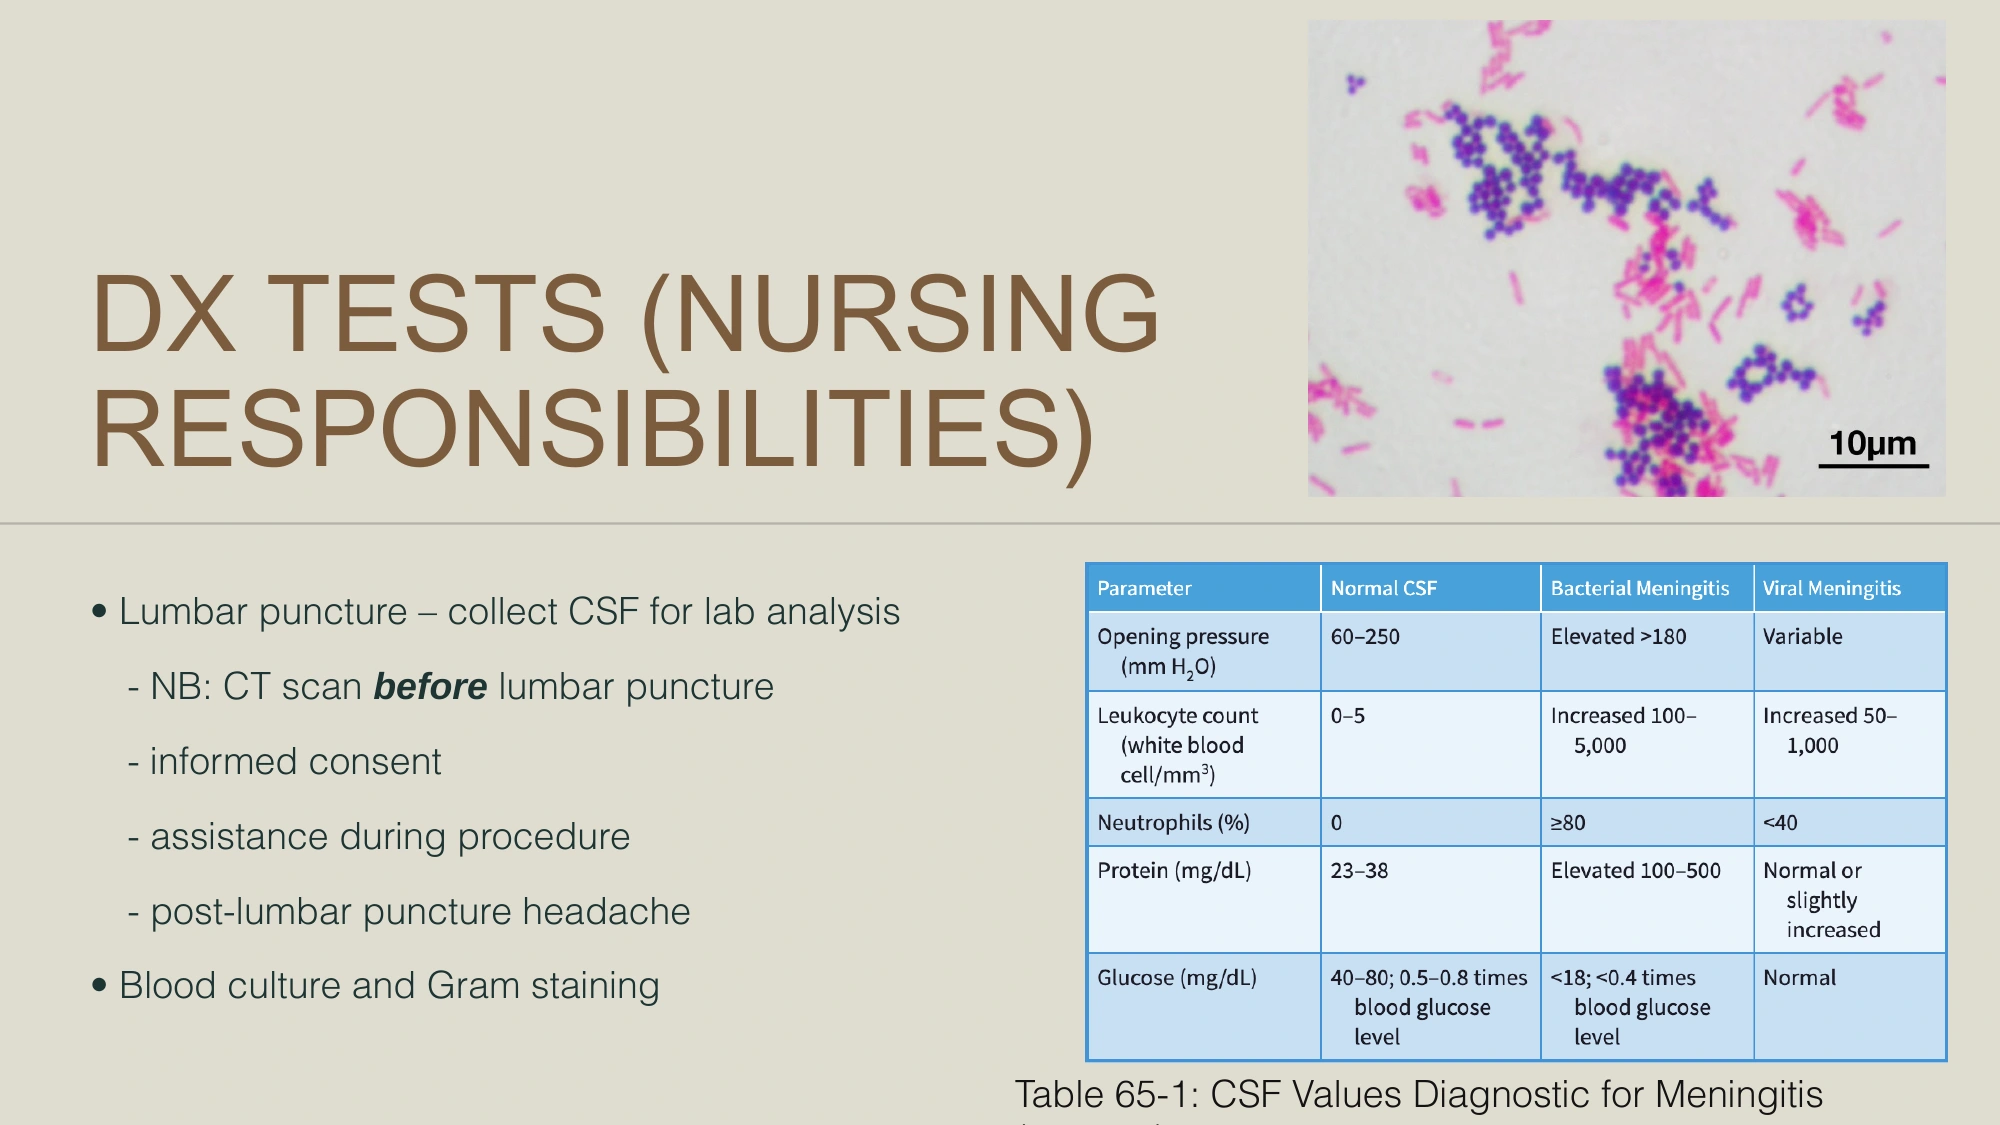 DX TESTS (NURSING
RESPONSIBILITIES)
10µm
• Lumbar puncture – collect CSF for lab analysis
- NB: CT scan before lumbar puncture
- informed consent
- assistance during procedure
- post-lumbar puncture headache
• Blood culture and Gram staining
Parameter Normal CSF Bacterial Meningitis Viral Meningitis
Opening pressure 60–250 Elevated >180 Variable
(mm H₂O)
Leukocyte count 0–5 Increased 100– Increased 50–
(white blood 5,000 1,000
cell/mm³)
Neutrophils (%) 0 ≥80 <40
Protein (mg/dL) 23–38 Elevated 100–500 Normal or
slightly
increased
Glucose (mg/dL) 40–80; 0.5–0.8 times <18; <0.4 times Normal
blood glucose blood glucose
level level
Table 65-1: CSF Values Diagnostic for Meningitis